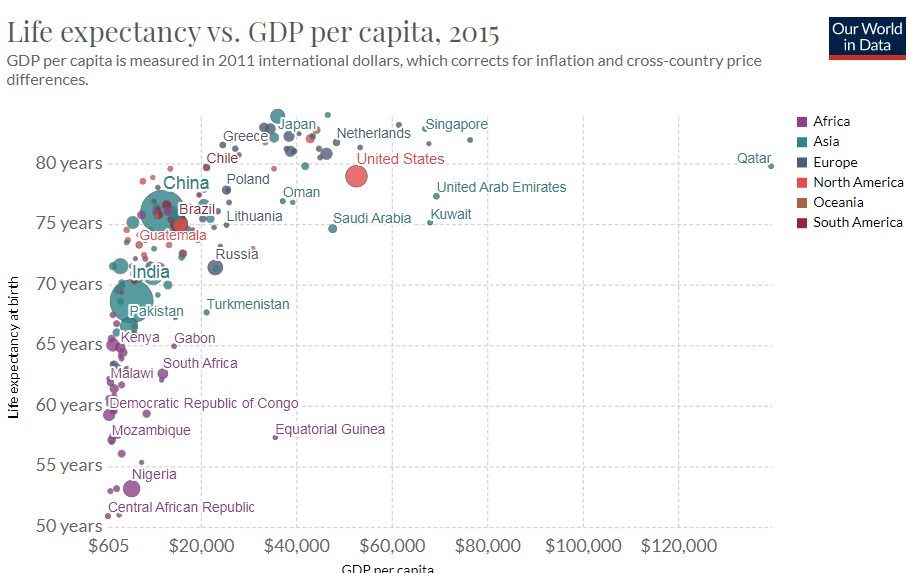 Life expectancy vs. GDP per capita, 2015
Our World
in Data
GDP per capita is measured in 2011 international dollars, which corrects for inflation and cross-country price
differences.
Africa
Asia
Europe
North America
Oceania
South America
Life expectancy at birth
80 years
75 years
70 years
65 years
60 years
55 years
50 years
Japan
Singapore
Greece
Netherlands
Chile
United States
Qatar
China
Poland
United Arab Emirates
Oman
Brazil
Lithuania
Saudi Arabia
Kuwait
Guatemala
Russia
India
Turkmenistan
Pakistan
Kenya
Gabon
South Africa
Malawi
Democratic Republic of Congo
Mozambique
Equatorial Guinea
Nigeria
Central African Republic
$605
$20,000
$40,000
$60,000
$80,000
$100,000
$120,000
GDP per capita